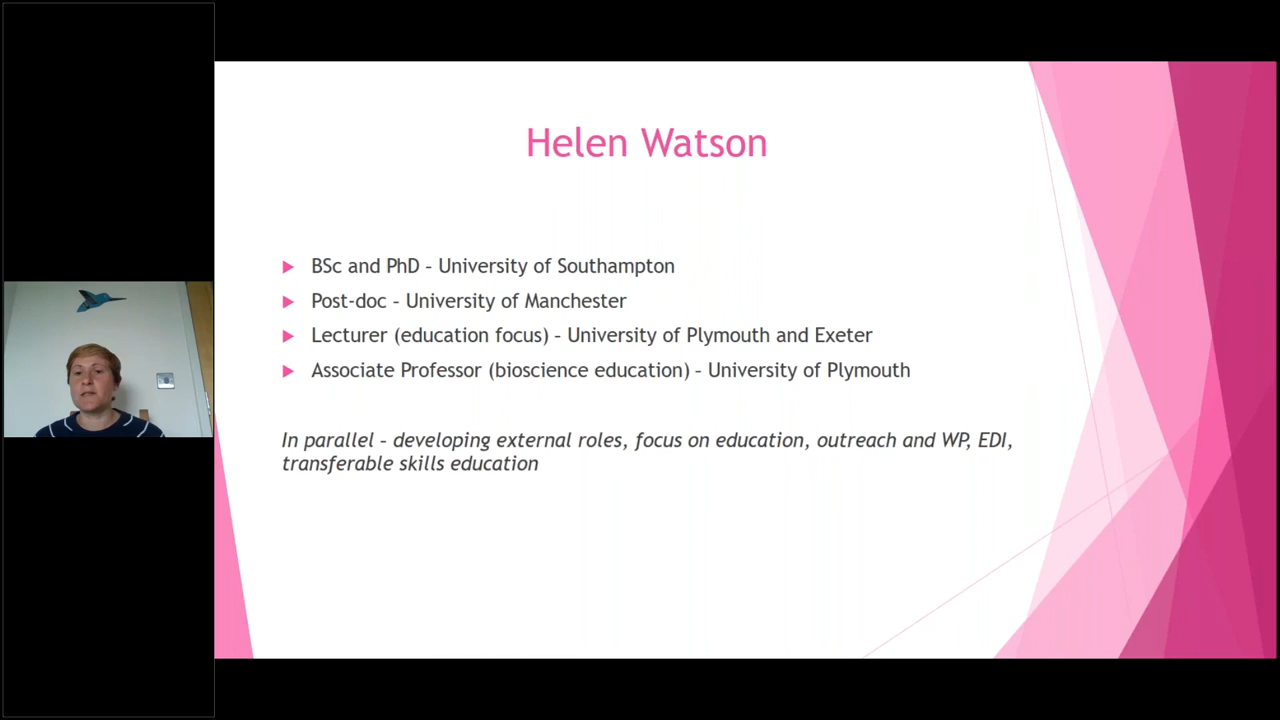 Helen Watson
BSc and PhD – University of Southampton
Post-doc – University of Manchester
Lecturer (education focus) – University of Plymouth and Exeter
Associate Professor (bioscience education) – University of Plymouth
In parallel – developing external roles, focus on education, outreach and WP, EDI,
transferable skills education